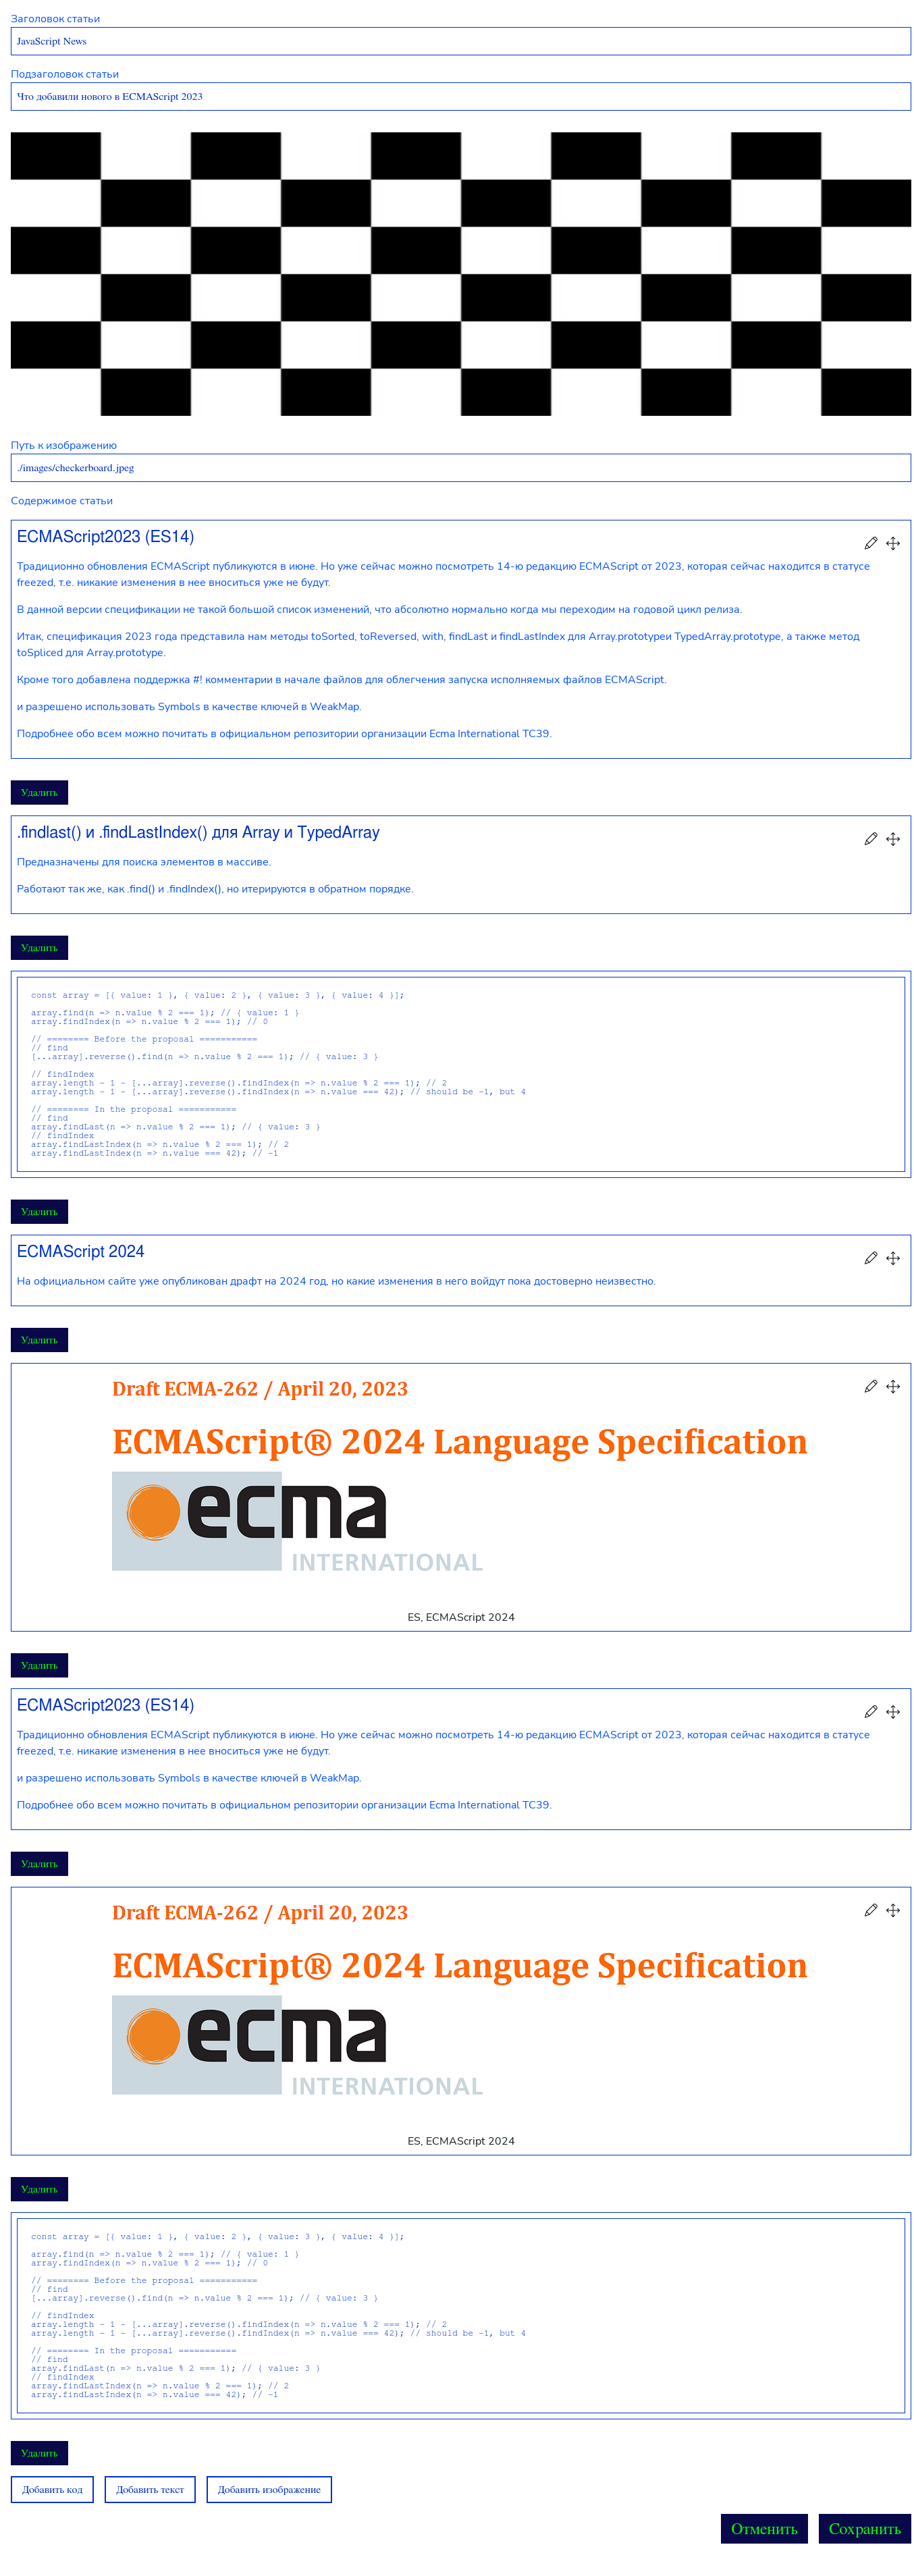 Заголовок статьи
JavaScript News
Подзаголовок статьи
Что добавили нового в ECMAScript 2023
Путь к изображению
./images/checkerboard.jpeg
Содержимое статьи
ECMAScript2023 (ES14)
Традиционно обновления ECMAScript публикуются в июне. Но уже сейчас можно посмотреть 14-ю редакцию ECMAScript от 2023, которая сейчас находится в статусе
freezed, т.е. никакие изменения в нее вноситься уже не будут.
В данной версии спецификации не такой большой список изменений, что абсолютно нормально когда мы переходим на годовой цикл релиза.
Итак, спецификация 2023 года представила нам методы toSorted, toReversed, with, findLast и findLastIndex для Array.prototypeи TypedArray.prototype, а также метод
toSpliced для Array.prototype.
Кроме того добавлена поддержка #! комментарии в начале файлов для облегчения запуска исполняемых файлов ECMAScript.
и разрешено использовать Symbols в качестве ключей в WeakMap.
Подробнее обо всем можно почитать в официальном репозитории организации Ecma International TC39.
Удалить
.findlast() и .findLastIndex() для Array и TypedArray
Предназначены для поиска элементов в массиве.
Работают так же, как .find() и .findIndex(), но итерируются в обратном порядке.
Удалить
const array = [{ value: 1 }, { value: 2 }, { value: 3 }, { value: 4 }];
array.find(n => n.value % 2 === 1); // { value: 1 }
array.findIndex(n => n.value % 2 === 1); // 0
// ======== Before the proposal ===========
// find
[...array].reverse().find(n => n.value % 2 === 1); // { value: 3 }
// findIndex
array.length - 1 - [...array].reverse().findIndex(n => n.value % 2 === 1); // 2
array.length - 1 - [...array].reverse().findIndex(n => n.value === 42); // should be -1, but 4
// ======== In the proposal ===========
// find
array.findLast(n => n.value % 2 === 1); // { value: 3 }
// findIndex
array.findLastIndex(n => n.value % 2 === 1); // 2
array.findLastIndex(n => n.value === 42); // -1
Удалить
ECMAScript 2024
На официальном сайте уже опубликован драфт на 2024 год, но какие изменения в него войдут пока достоверно неизвестно.
Удалить
Draft ECMA-262 / April 20, 2023
ECMAScript® 2024 Language Specification
ecma
INTERNATIONAL
ES, ECMAScript 2024
Удалить
ECMAScript2023 (ES14)
Традиционно обновления ECMAScript публикуются в июне. Но уже сейчас можно посмотреть 14-ю редакцию ECMAScript от 2023, которая сейчас находится в статусе
freezed, т.е. никакие изменения в нее вноситься уже не будут.
и разрешено использовать Symbols в качестве ключей в WeakMap.
Подробнее обо всем можно почитать в официальном репозитории организации Ecma International TC39.
Удалить
Draft ECMA-262 / April 20, 2023
ECMAScript® 2024 Language Specification
ecma
INTERNATIONAL
ES, ECMAScript 2024
Удалить
const array = [{ value: 1 }, { value: 2 }, { value: 3 }, { value: 4 }];
array.find(n => n.value % 2 === 1); // { value: 1 }
array.findIndex(n => n.value % 2 === 1); // 0
// ======== Before the proposal ===========
// find
[...array].reverse().find(n => n.value % 2 === 1); // { value: 3 }
// findIndex
array.length - 1 - [...array].reverse().findIndex(n => n.value % 2 === 1); // 2
array.length - 1 - [...array].reverse().findIndex(n => n.value === 42); // should be -1, but 4
// ======== In the proposal ===========
// find
array.findLast(n => n.value % 2 === 1); // { value: 3 }
// findIndex
array.findLastIndex(n => n.value % 2 === 1); // 2
array.findLastIndex(n => n.value === 42); // -1
Удалить
Добавить код Добавить текст Добавить изображение
Отменить Сохранить